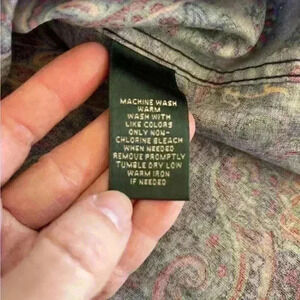 MACHINE WASH
WARM
WASH WITH
LIKE COLORS
ONLY NON-
CHLORINE BLEACH
WHEN NEEDED
REMOVE PROMPTLY
TUMBLE DRY LOW
WARM IRON
IF NEEDED